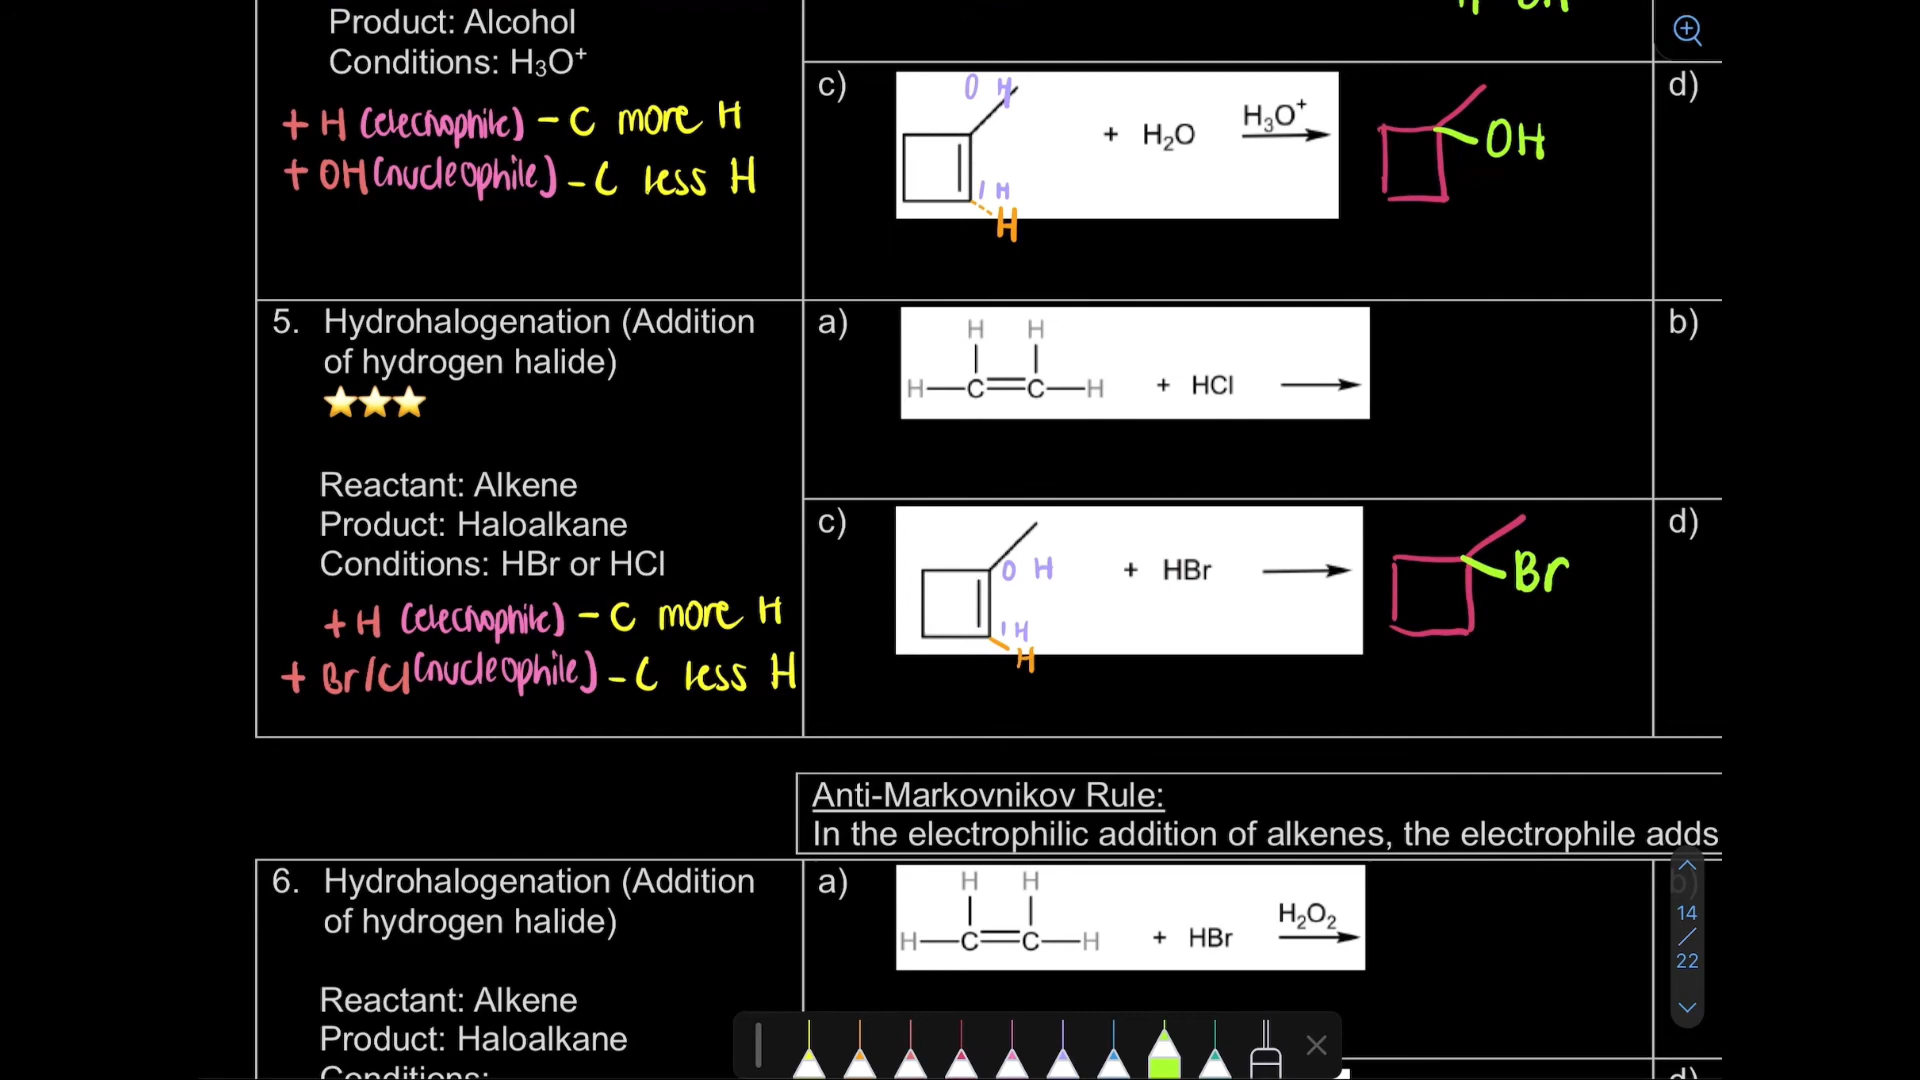 Product: Alcohol
Conditions: H₃O⁺
+ H (electrophile) – C more H
+ OH (nucleophile) – C less H
c)
O H
+ H₂O
H₃O⁺
OH
1 H
H
d)
5. Hydrohalogenation (Addition
of hydrogen halide)
⭐⭐⭐
Reactant: Alkene
Product: Haloalkane
Conditions: HBr or HCl
+ H (electrophile) – C more H
+ Br/Cl (nucleophile) – C less H
a)
H H
H C C H + HCl
b)
c)
O H
+ HBr
Br
1 H
H
d)
Anti-Markovnikov Rule:
In the electrophilic addition of alkenes, the electrophile adds
6. Hydrohalogenation (Addition
of hydrogen halide)
Reactant: Alkene
Product: Haloalkane
Conditions:
a)
H H
H C C H + HBr
H₂O₂
b)
14
/
22
d)